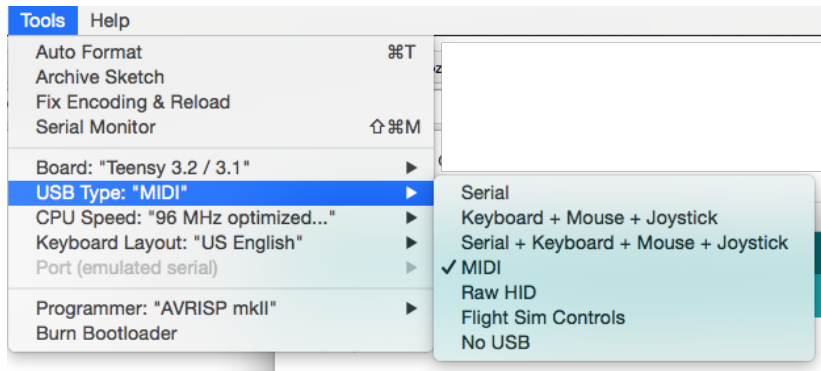 Tools Help
Auto Format ⌘T
Archive Sketch
Fix Encoding & Reload
Serial Monitor ⇧⌘M
Board: "Teensy 3.2 / 3.1"
USB Type: "MIDI"
CPU Speed: "96 MHz optimized..."
Keyboard Layout: "US English"
Port (emulated serial)
Programmer: "AVRISP mkII"
Burn Bootloader
Serial
Keyboard + Mouse + Joystick
Serial + Keyboard + Mouse + Joystick
✓ MIDI
Raw HID
Flight Sim Controls
No USB